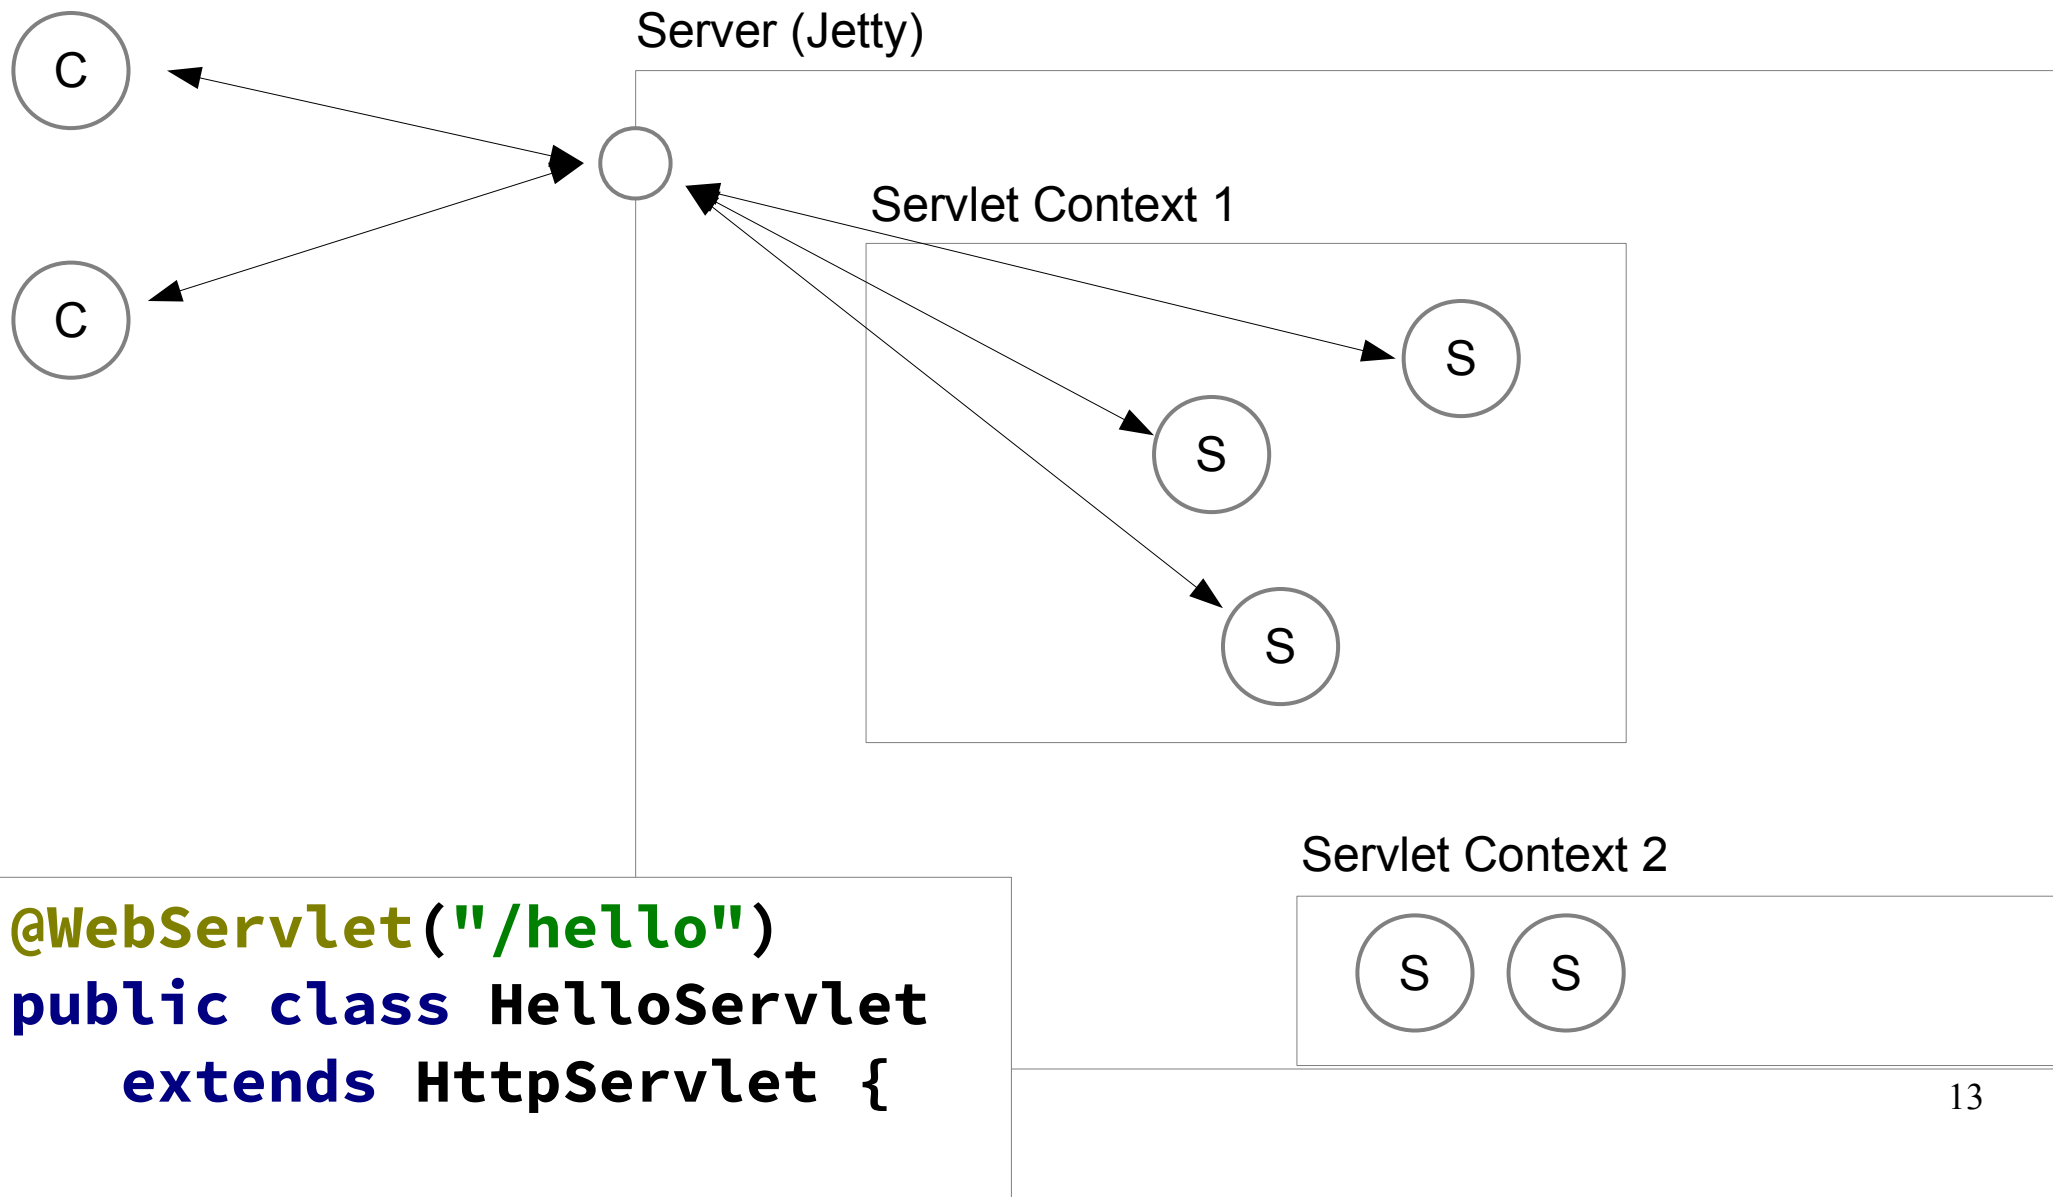 Server (Jetty)
C
Servlet Context 1
C
S
S
S
Servlet Context 2
S S
@WebServlet("/hello")
public class HelloServlet
extends HttpServlet {
13